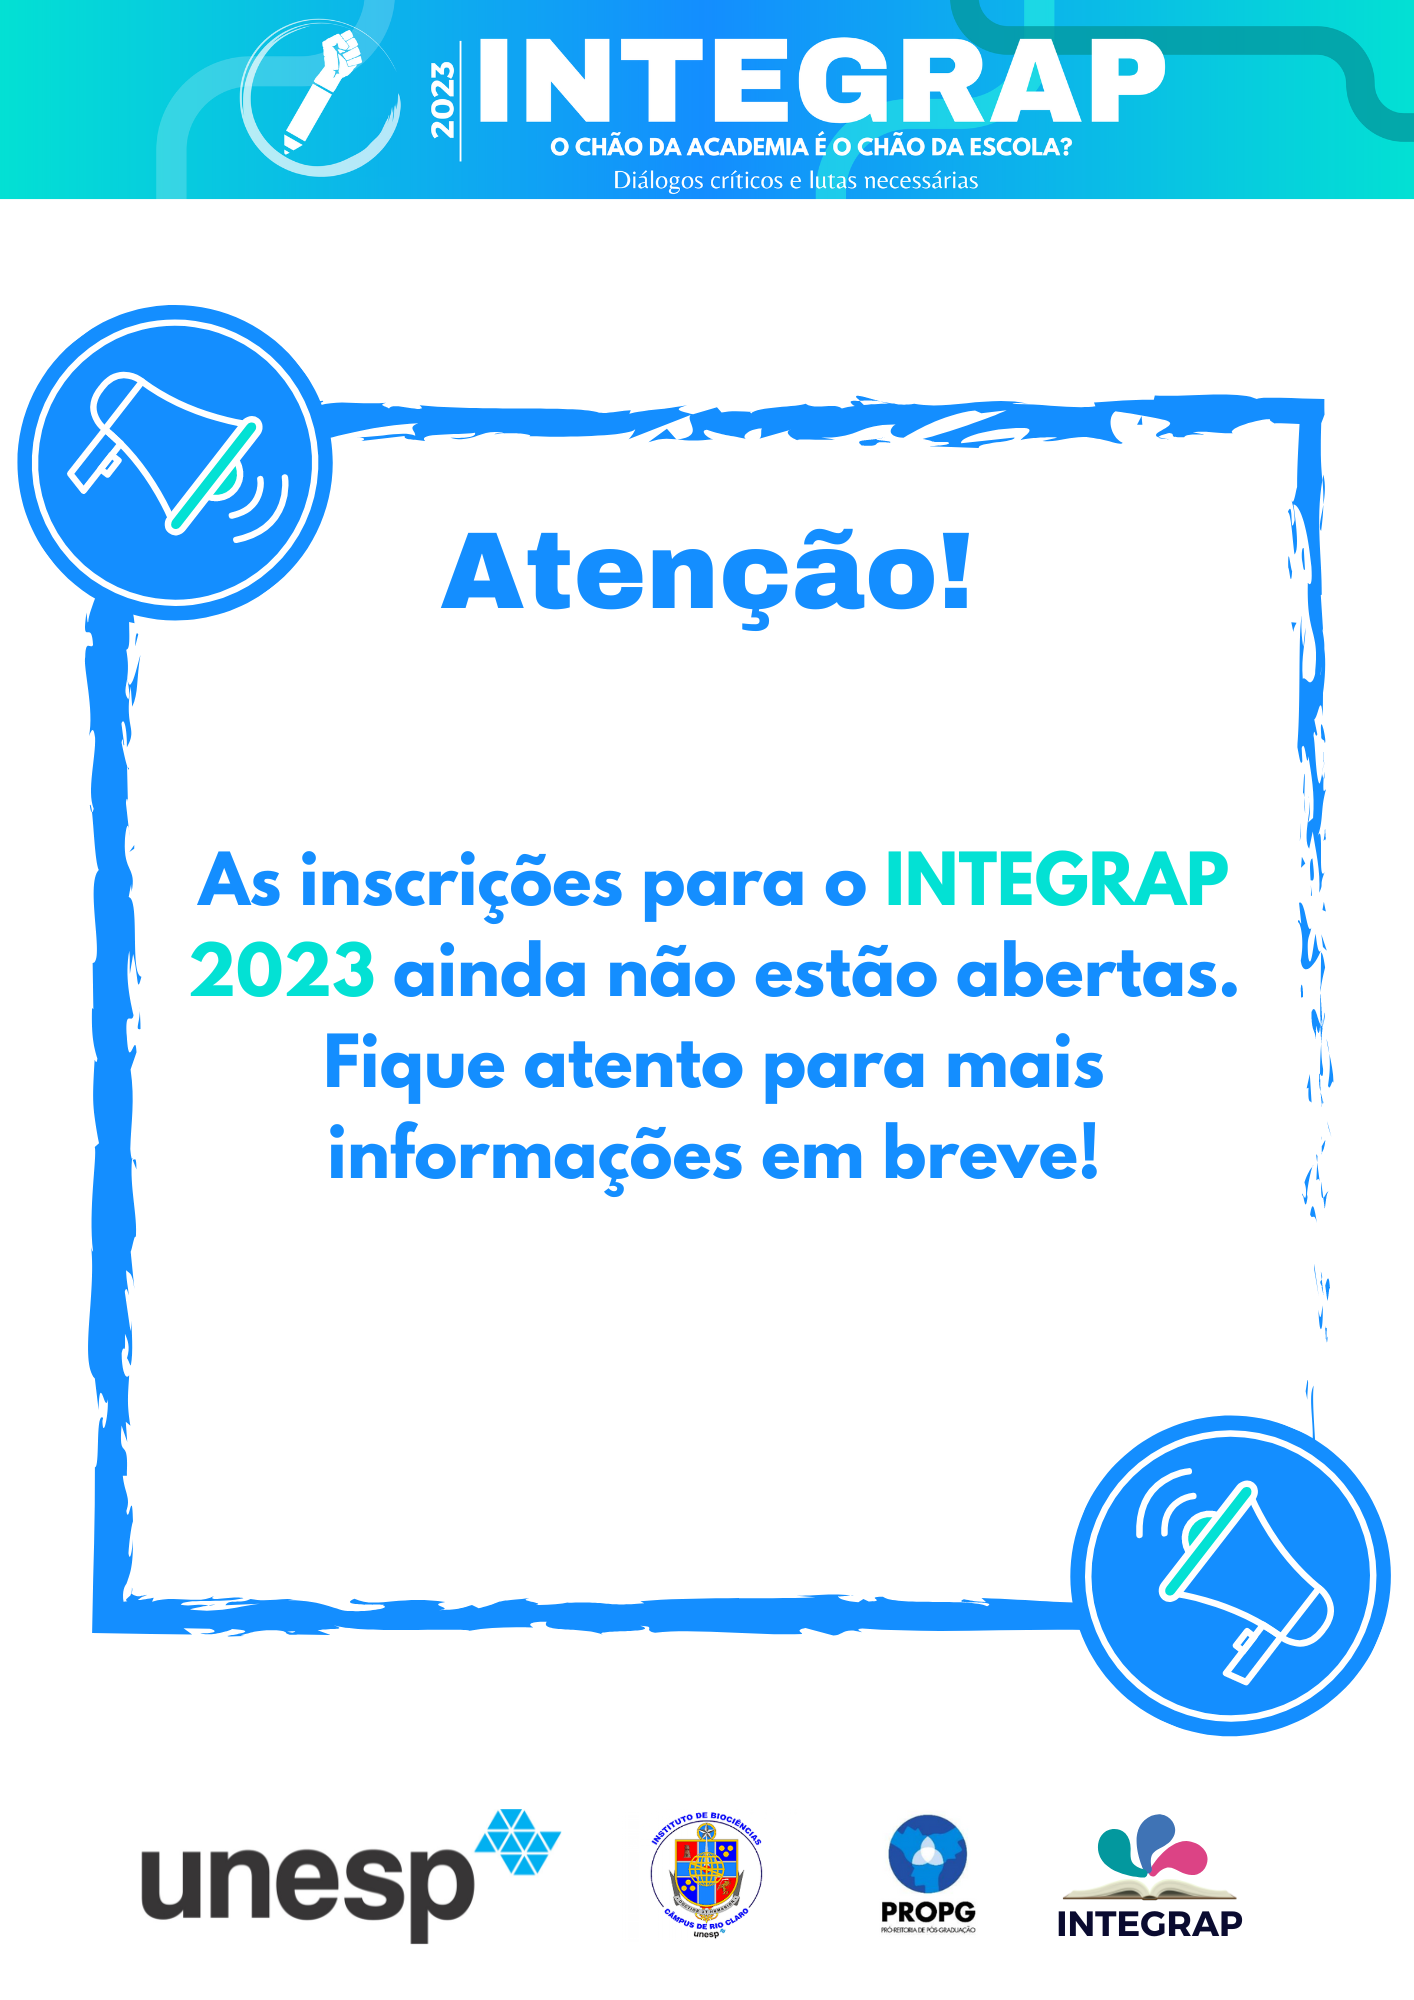 2023
INTEGRAP
O CHÃO DA ACADEMIA É O CHÃO DA ESCOLA?
Diálogos críticos e lutas necessárias
Atenção!
As inscrições para o INTEGRAP
2023 ainda não estão abertas.
Fique atento para mais
informações em breve!
unesp
INSTITUTO DE BIOCIÊNCIAS
CÂMPUS DE RIO CLARO
unesp
PROPG
PRÓ-REITORIA DE PÓS-GRADUAÇÃO
INTEGRAP